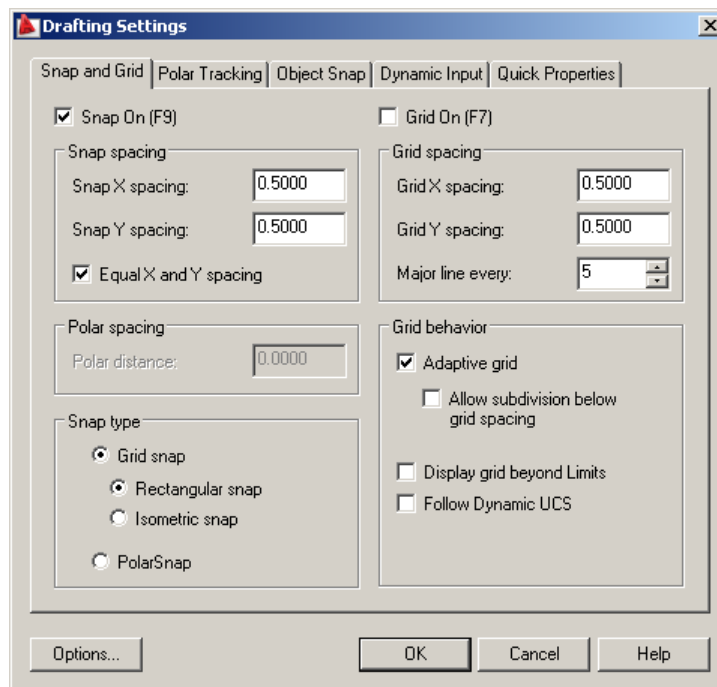 Drafting Settings
Snap and Grid Polar Tracking Object Snap Dynamic Input Quick Properties
Snap On (F9)
Snap spacing
Snap X spacing: 0.5000
Snap Y spacing: 0.5000
Equal X and Y spacing
Polar spacing
Polar distance: 0.0000
Snap type
Grid snap
Rectangular snap
Isometric snap
PolarSnap
Grid On (F7)
Grid spacing
Grid X spacing: 0.5000
Grid Y spacing: 0.5000
Major line every: 5
Grid behavior
Adaptive grid
Allow subdivision below
grid spacing
Display grid beyond Limits
Follow Dynamic UCS
Options... OK Cancel Help